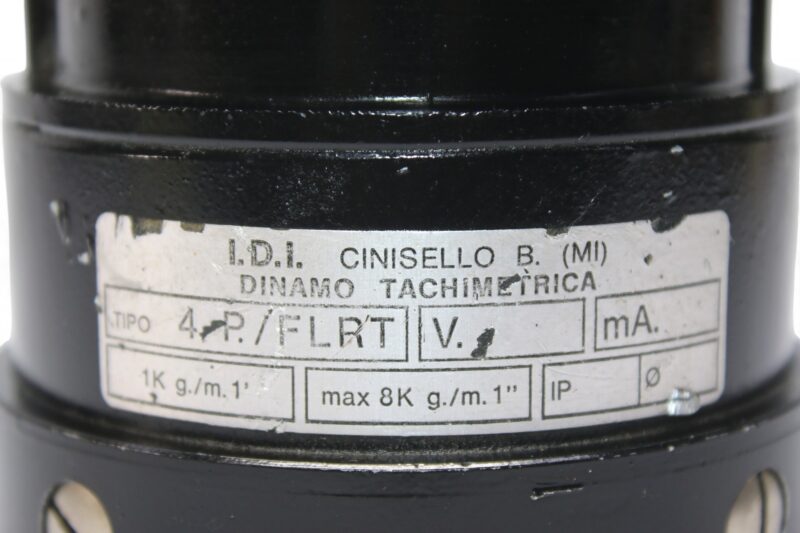 I.D.I. CINISELLO B. (MI)
DINAMO TACHIMETRICA
TIPO 4.P./FLRT V. mA.
1K g./m.1' max 8K g./m.1" IP Ø